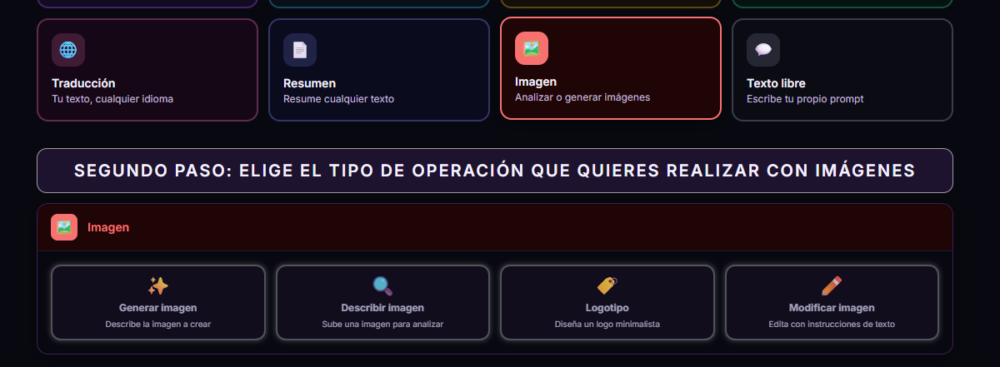 Traducción
Tu texto, cualquier idioma
Resumen
Resume cualquier texto
Imagen
Analizar o generar imágenes
Texto libre
Escribe tu propio prompt
SEGUNDO PASO: ELIGE EL TIPO DE OPERACIÓN QUE QUIERES REALIZAR CON IMÁGENES
Imagen
Generar imagen
Describe la imagen a crear
Describir imagen
Sube una imagen para analizar
Logotipo
Diseña un logo minimalista
Modificar imagen
Edita con instrucciones de texto